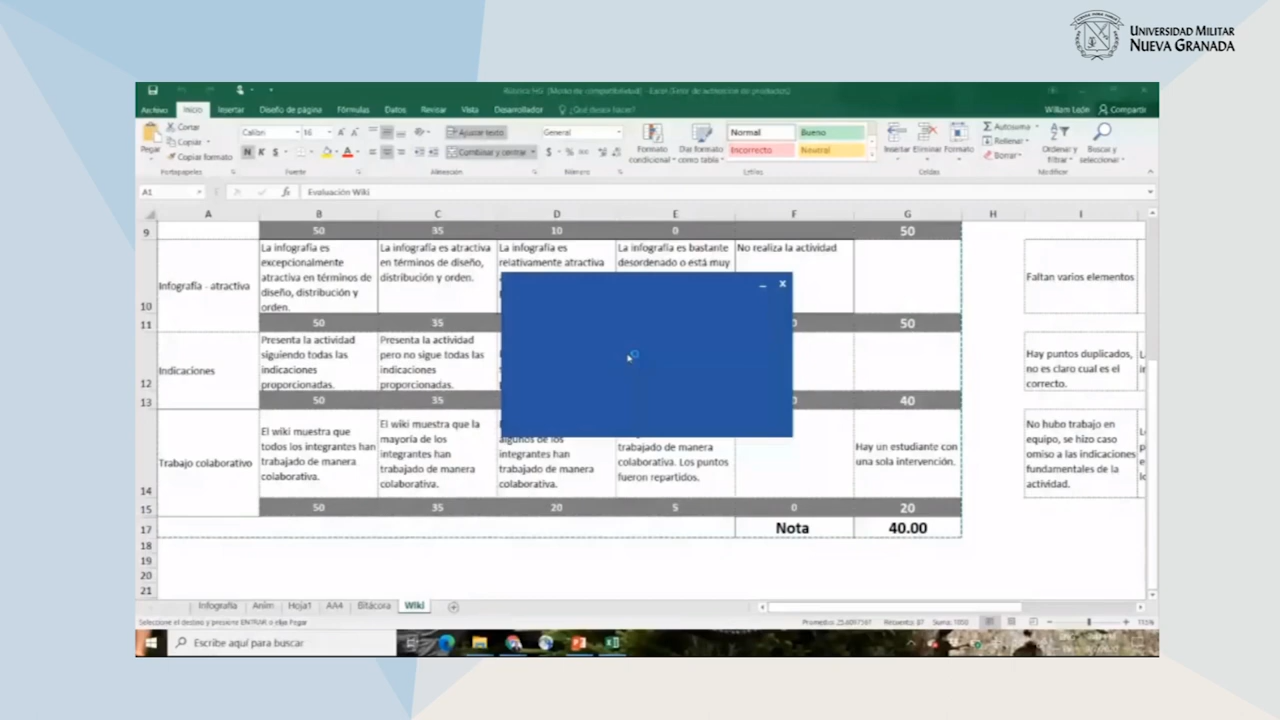 UNIVERSIDAD MILITAR
NUEVA GRANADA
Archivo Inicio Insertar Diseño de página Fórmulas Datos Revisar Vista Desarrollador ¿Qué desea hacer? William León Compartir
Pegar
Cortar
Copiar
Copiar formato
Calibri 16
Ajustar texto
Combinar y centrar
General
Formato condicional
Dar formato como tabla
Normal Bueno
Incorrecto Neutral
Insertar Eliminar Formato
Autosuma
Rellenar
Borrar
Ordenar y filtrar
Buscar y seleccionar
Portapapeles Fuente Alineación Número Estilos Celdas Modificar
A1 Evaluación Wiki
A B C D E F G H I
9 50 35 10 0 50
10
Infografía - atractiva
La infografía es
excepcionalmente
atractiva en términos de
diseño, distribución y
orden.
La infografía es atractiva
en términos de diseño,
distribución y orden.
La infografía es
relativamente atractiva
La infografía es bastante
desordenado o está muy
No realiza la actividad
Faltan varios elementos
11 50 35 50
12
Indicaciones
Presenta la actividad
siguiendo todas las
indicaciones
proporcionadas.
Presenta la actividad
pero no sigue todas las
indicaciones
proporcionadas.
Hay puntos duplicados,
no es claro cual es el
correcto.
13 50 35 40
14
Trabajo colaborativo
El wiki muestra que
todos los integrantes han
trabajado de manera
colaborativa.
El wiki muestra que la
mayoría de los
integrantes han
trabajado de manera
colaborativa.
algunos de los
integrantes han
trabajado de manera
colaborativa.
trabajado de manera
colaborativa. Los puntos
fueron repartidos.
Hay un estudiante con
una sola intervención.
No hubo trabajo en
equipo, se hizo caso
omiso a las indicaciones
fundamentales de la
actividad.
15 50 35 20 5 0 20
17 Nota 40.00
18
19
20
21
Infografía Anim Hoja1 AA4 Bitácora Wiki
Seleccione el destino y presione ENTRAR o elija Pegar
Escribe aquí para buscar